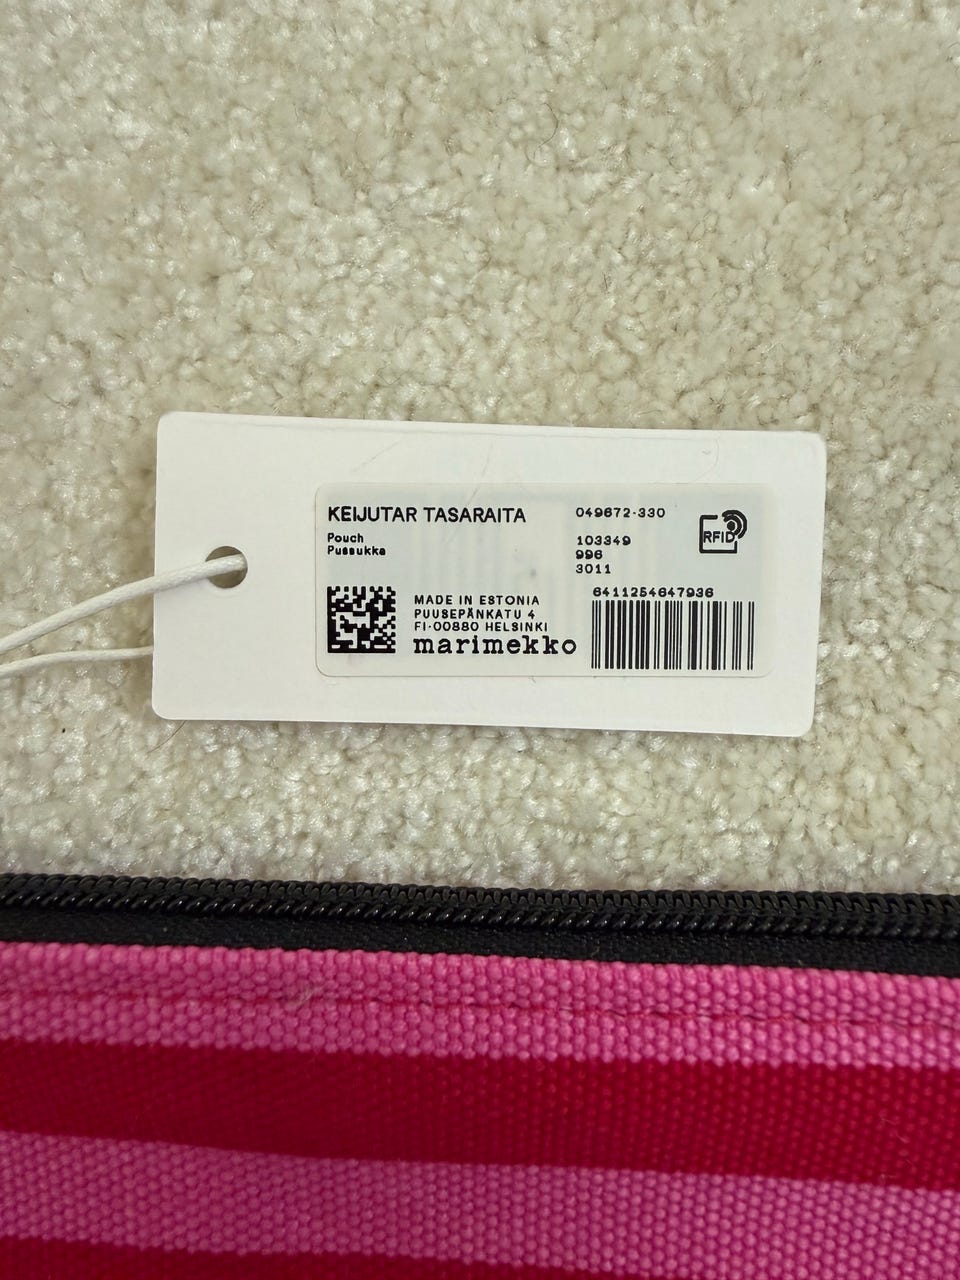 KEIJUTAR TASARAITA
Pouch
Pussukka
049672-330
103349
996
3011
RFID
MADE IN ESTONIA
PUUSEPÄNKATU 4
FI-00880 HELSINKI
marimekko
6411254647936